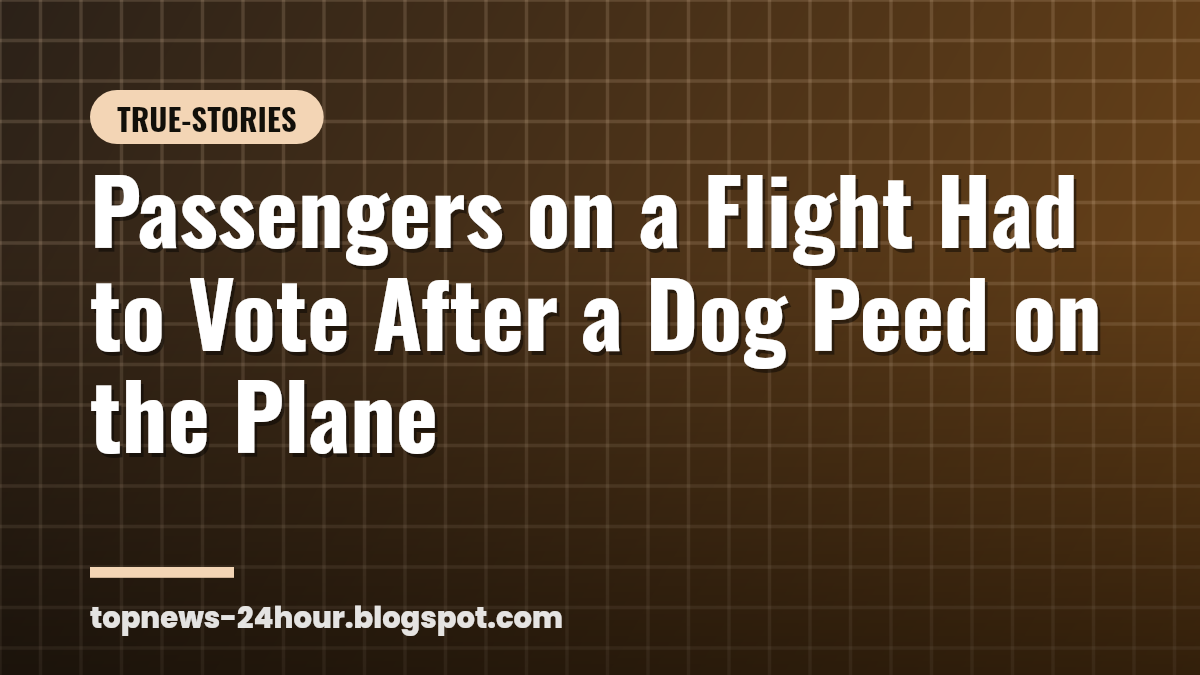 TRUE-STORIES
Passengers on a Flight Had
to Vote After a Dog Peed on
the Plane
topnews-24hour.blogspot.com